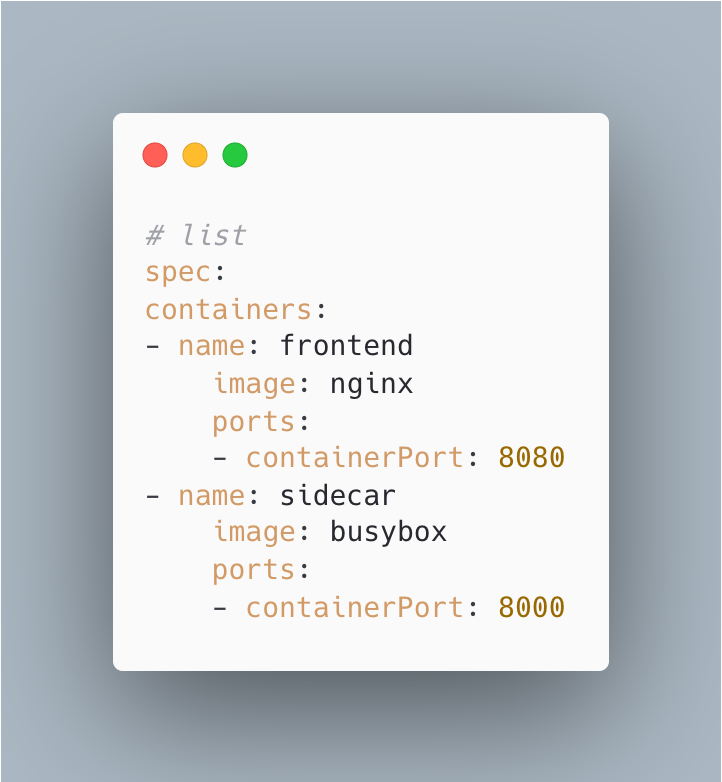 # list
spec:
containers:
- name: frontend
    image: nginx
    ports:
    - containerPort: 8080
- name: sidecar
    image: busybox
    ports:
    - containerPort: 8000